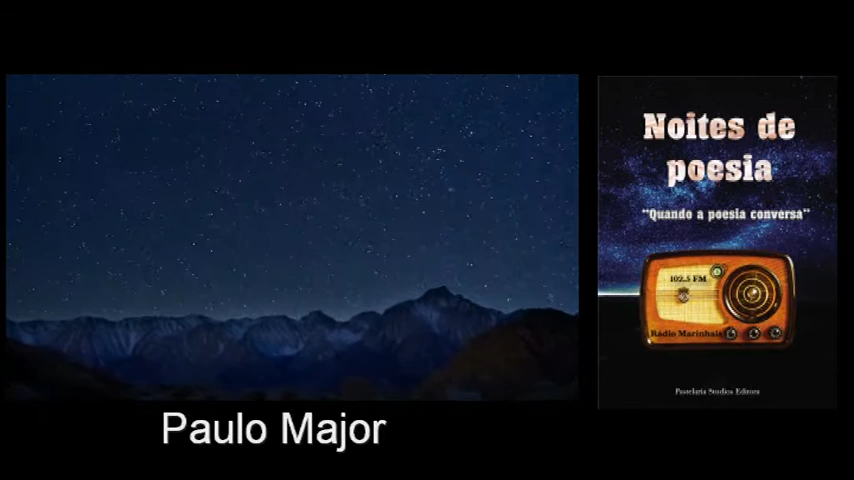 Noites de
poesia
"Quando a poesia conversa"
102.5 FM
Rádio Marinhais
Pastelaria Studios Editora
Paulo Major